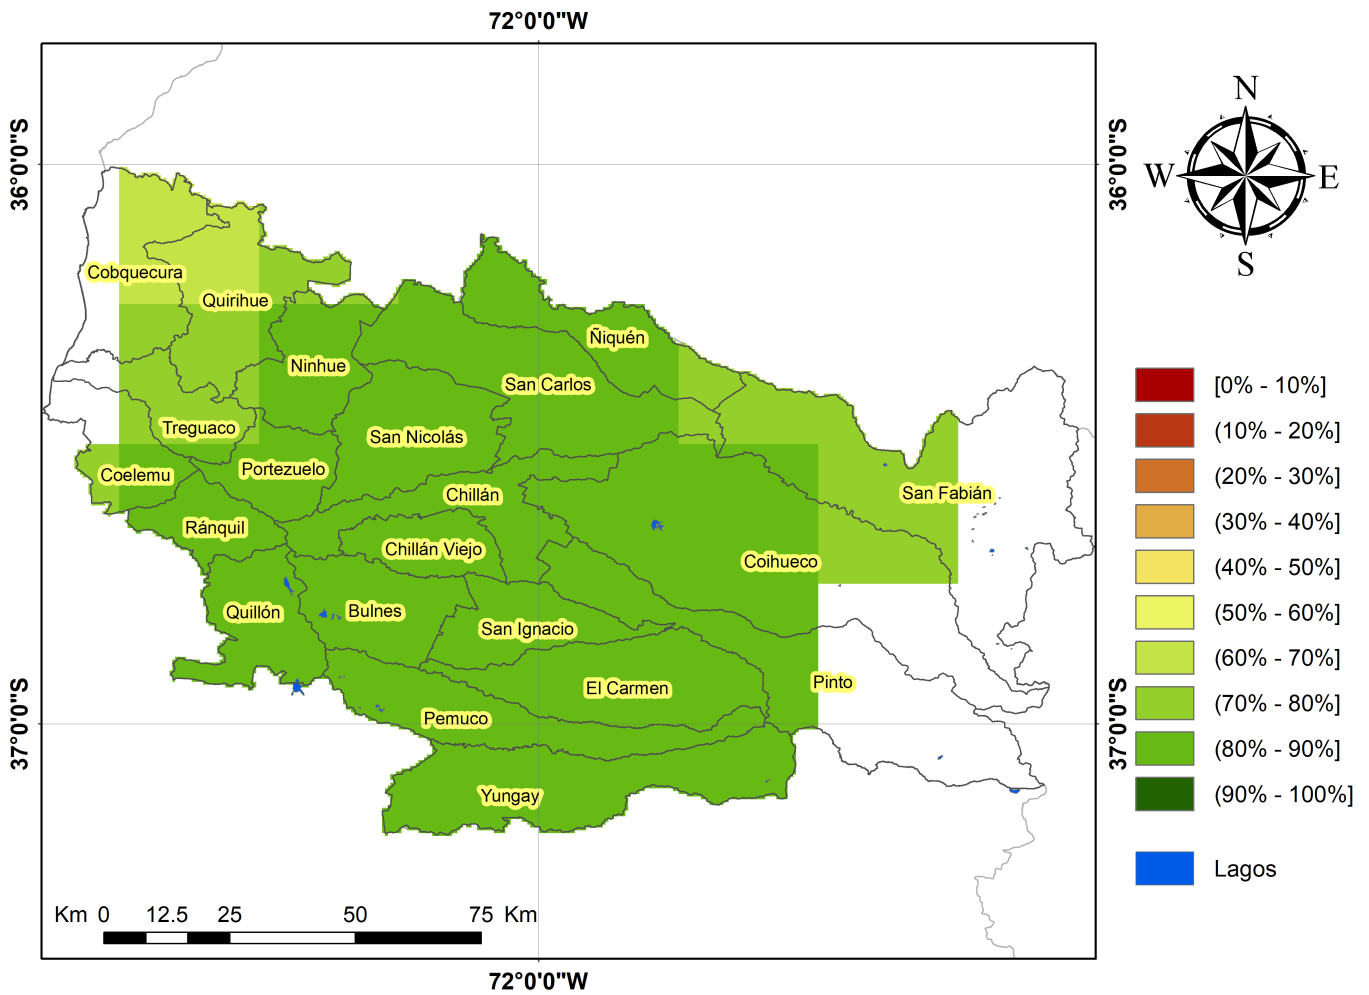 72°0'0"W
36°0'0"S
36°0'0"S
N
W
E
S
Cobquecura
Quirihue
Ñiquén
Ninhue
San Carlos
Treguaco
San Nicolás
Coelemu
Portezuelo
Chillán
San Fabián
Ránquil
Chillán Viejo
Coihueco
Quillón
Bulnes
San Ignacio
El Carmen
Pinto
Pemuco
Yungay
37°0'0"S
37°0'0"S
[0% - 10%]
(10% - 20%]
(20% - 30%]
(30% - 40%]
(40% - 50%]
(50% - 60%]
(60% - 70%]
(70% - 80%]
(80% - 90%]
(90% - 100%]
Lagos
Km 0 12.5 25 50 75 Km
72°0'0"W